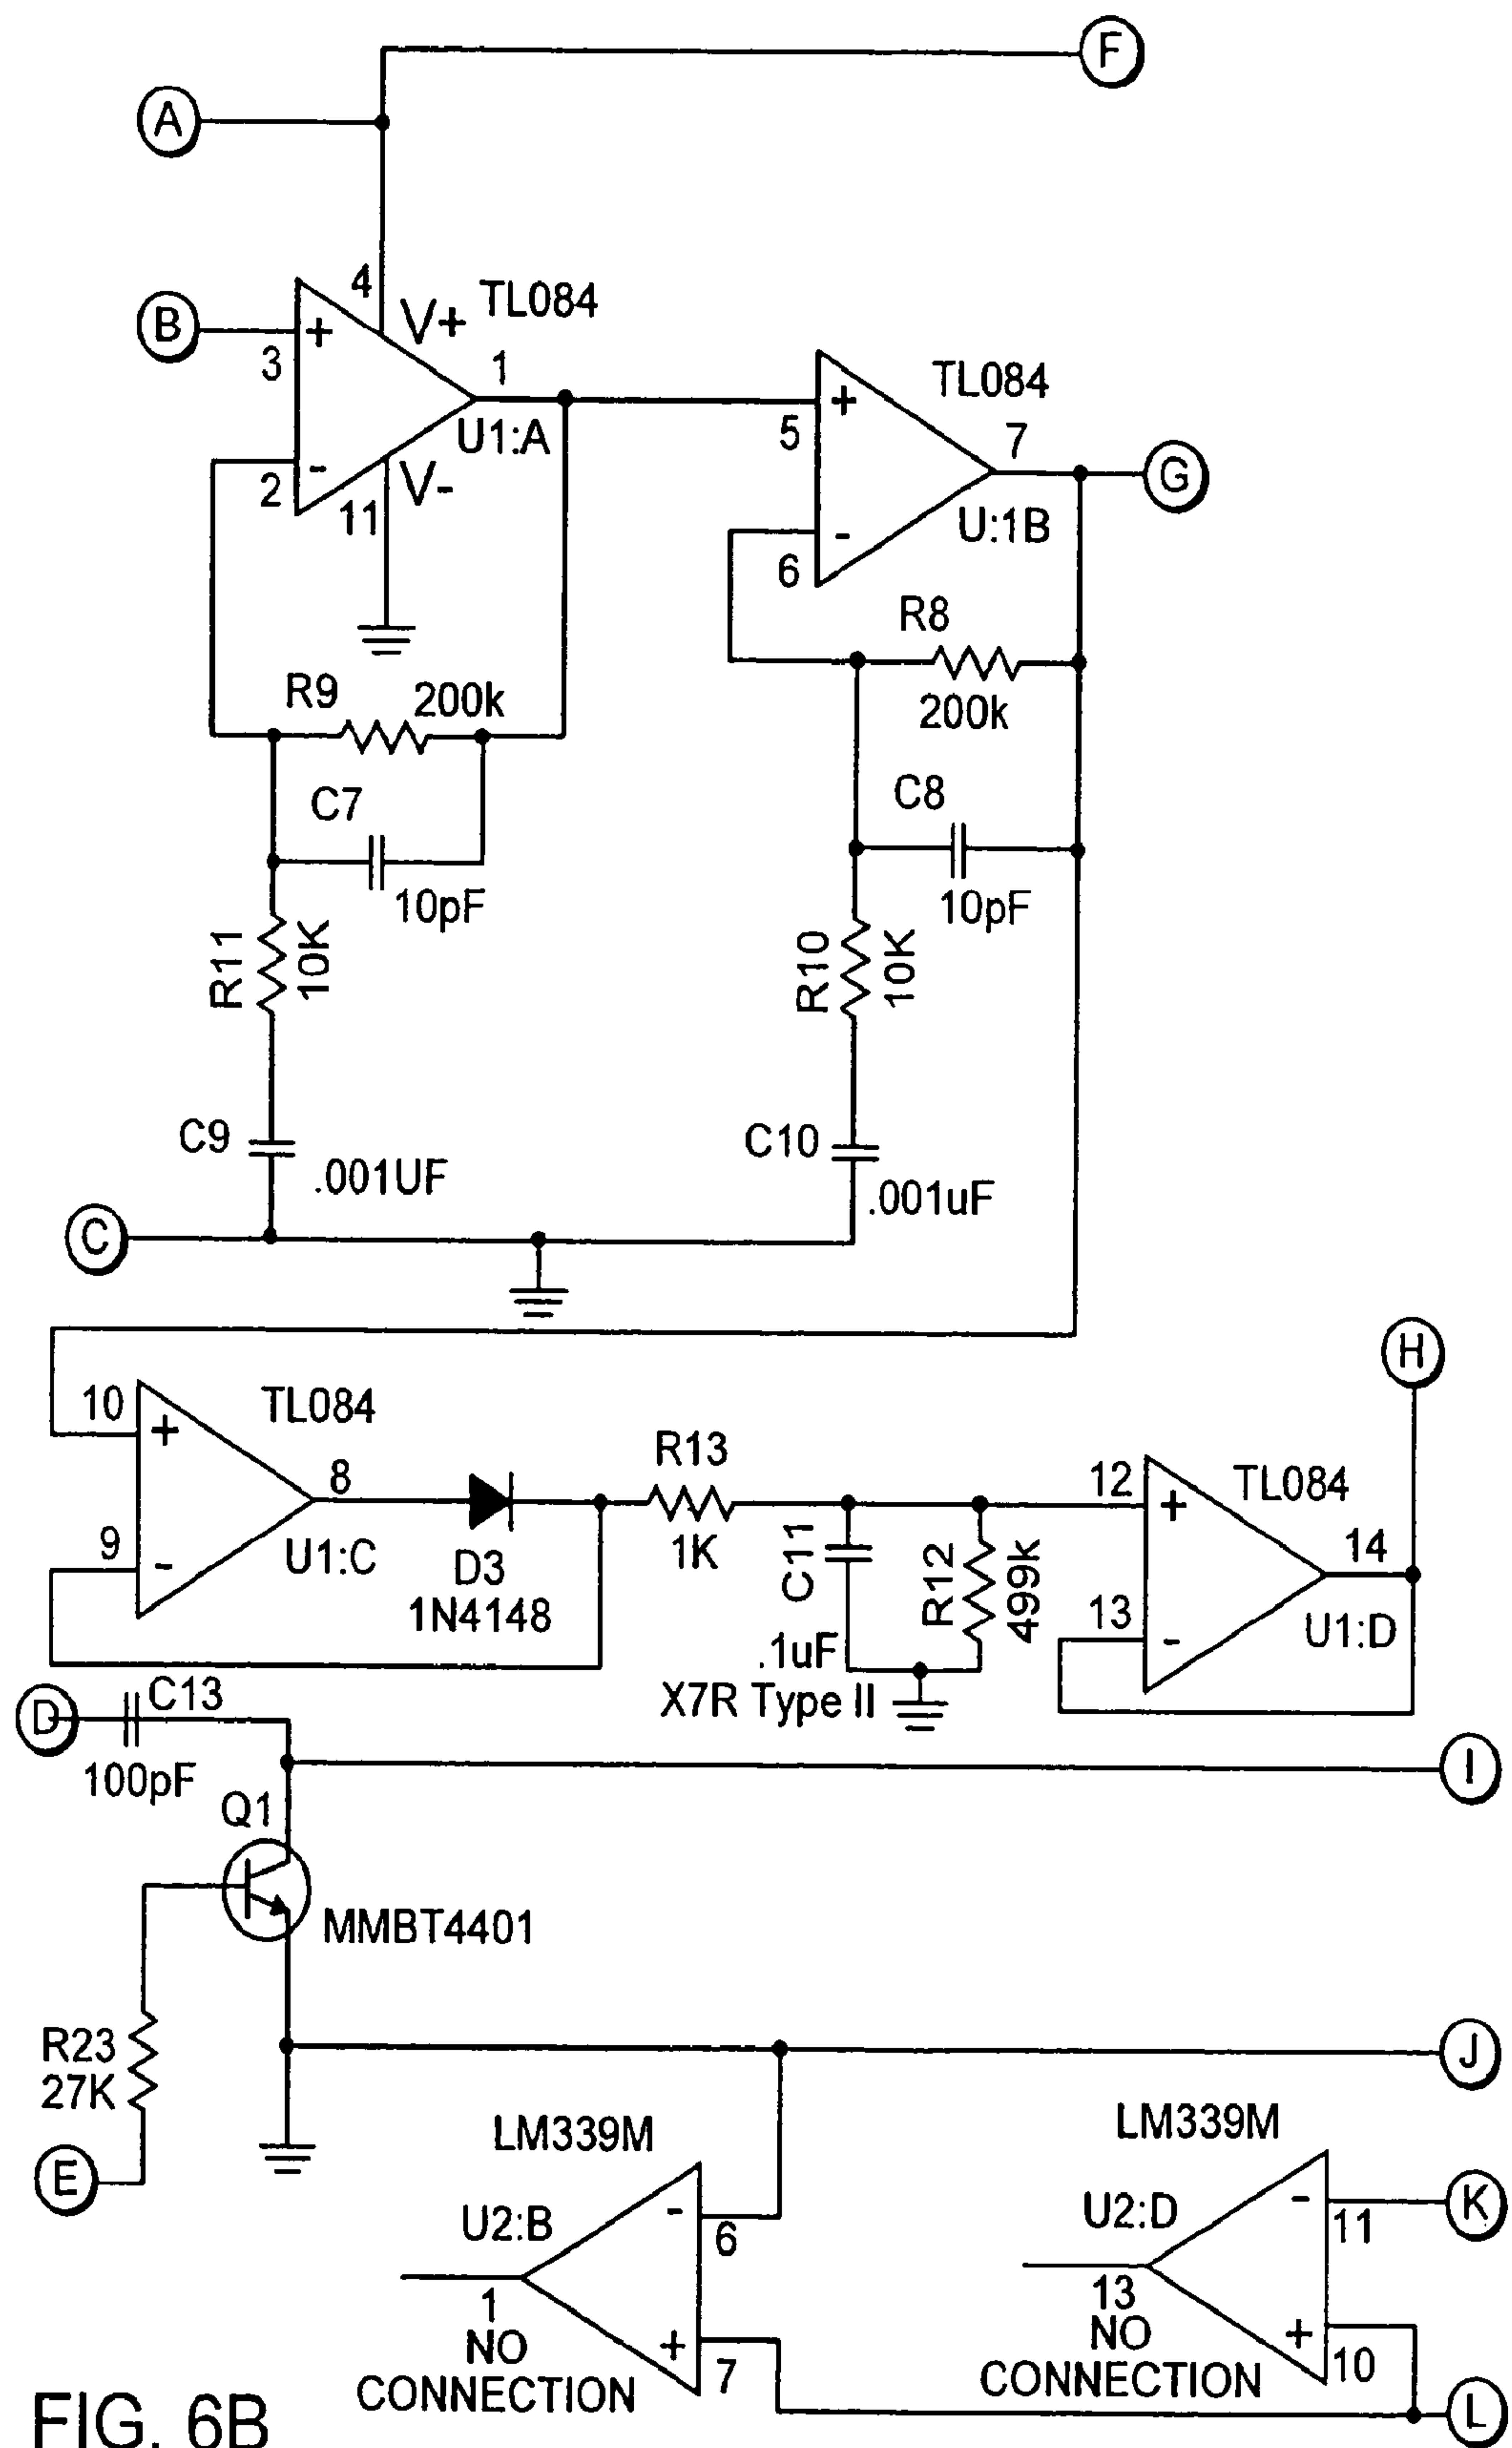 F
A
4
V+
TL084
B
+
3
1
U1:A
-
2
V-
11
TL084
+
5
7
G
U:1B
-
6
R8
200k
R9
200k
C7
10pF
C8
10pF
R11
10K
R10
10K
C9
.001UF
C10
.001uF
C
H
10
+
TL084
8
9
-
U1:C
D3
1N4148
R13
1K
C11
.1uF
X7R Type II
R12
499k
12
+
TL084
14
13
-
U1:D
D
C13
100pF
I
Q1
MMBT4401
R23
27K
E
J
LM339M
U2:B
-
6
1
NO
CONNECTION
+
7
LM339M
U2:D
-
11
K
13
NO
CONNECTION
+
10
L
FIG. 6B